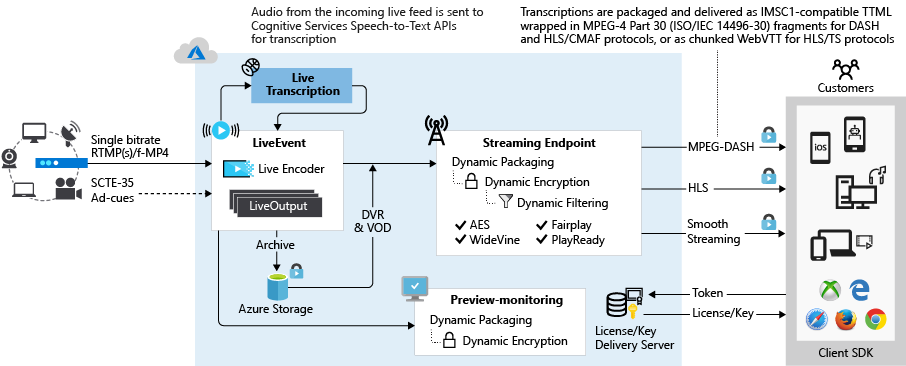 Audio from the incoming live feed is sent to
Cognitive Services Speech-to-Text APIs
for transcription
Transcriptions are packaged and delivered as IMSC1-compatible TTML
wrapped in MPEG-4 Part 30 (ISO/IEC 14496-30) fragments for DASH
and HLS/CMAF protocols, or as chunked WebVTT for HLS/TS protocols
Live
Transcription
Customers
Single bitrate
RTMP(s)/f-MP4
SCTE-35
Ad-cues
LiveEvent
Live Encoder
LiveOutput
Archive
Azure Storage
DVR
& VOD
Streaming Endpoint
Dynamic Packaging
Dynamic Encryption
Dynamic Filtering
AES
Fairplay
WideVine
PlayReady
MPEG-DASH
HLS
Smooth
Streaming
iOS
Preview-monitoring
Dynamic Packaging
Dynamic Encryption
License/Key
Delivery Server
Token
License/Key
Client SDK